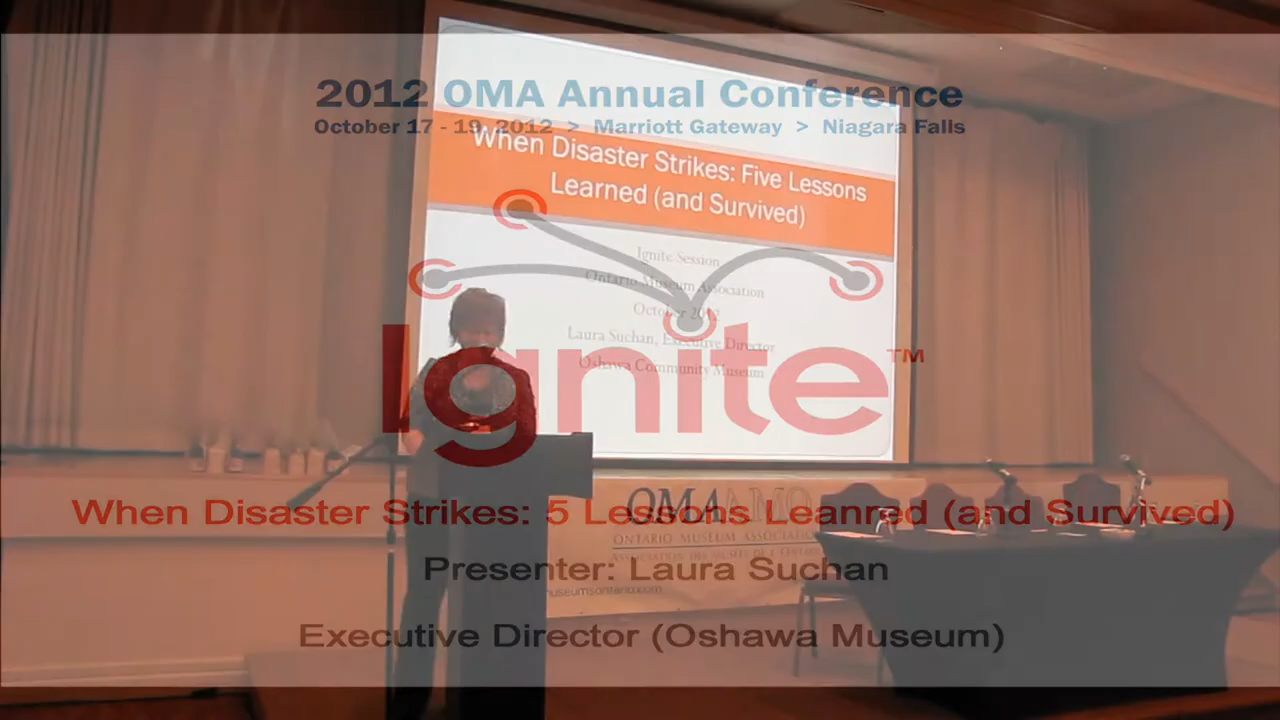 2012 OMA Annual Conference
October 17 - 19, 2012 > Marriott Gateway > Niagara Falls
When Disaster Strikes: Five Lessons
Learned (and Survived)
Ignite Session
Ontario Museum Association
October 2012
Laura Suchan, Executive Director
Oshawa Community Museum
Ignite™
When Disaster Strikes: 5 Lessons Leanred (and Survived)
OMAAMO
ONTARIO MUSEUM ASSOCIATION
Presenter: Laura Suchan
Executive Director (Oshawa Museum)